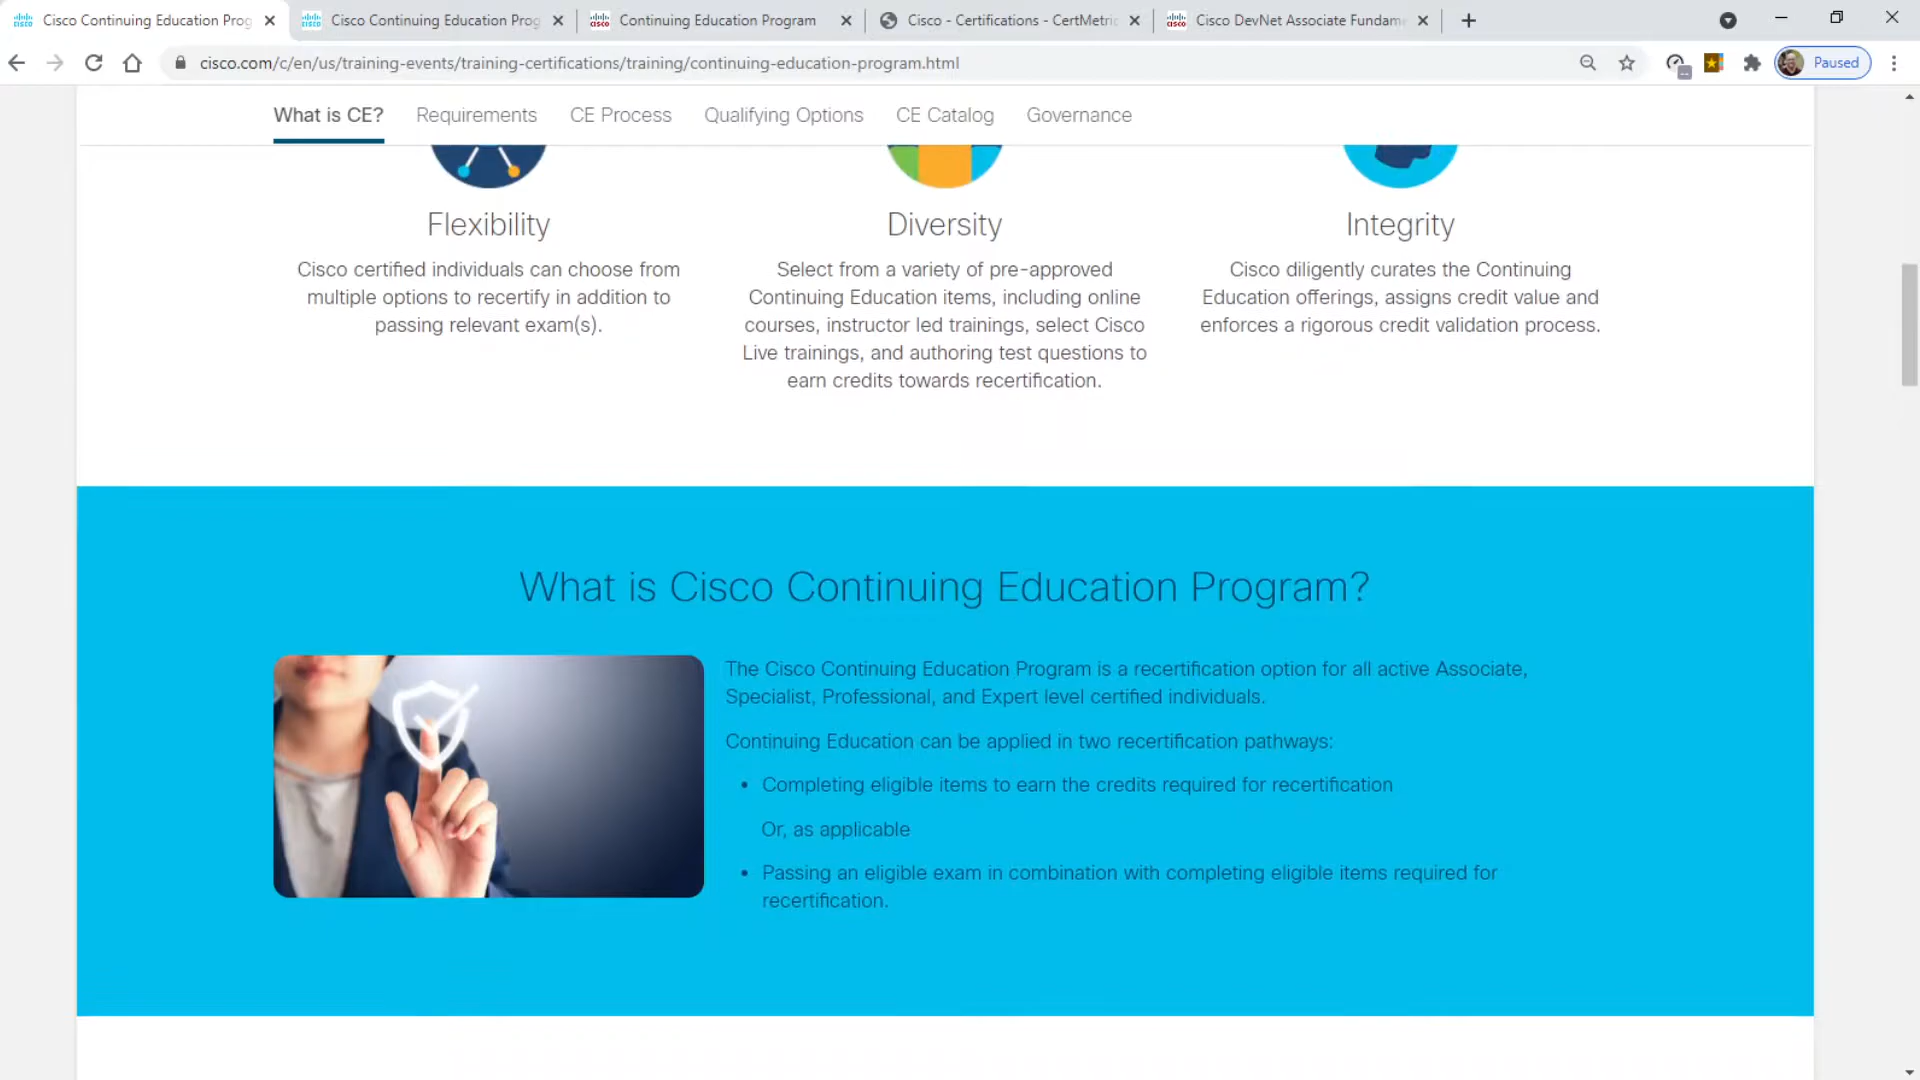 Cisco Continuing Education Prog
Cisco Continuing Education Prog
Continuing Education Program
Cisco - Certifications - CertMetric
Cisco DevNet Associate Fundam
cisco.com/c/en/us/training-events/training-certifications/training/continuing-education-program.html
Paused
What is CE?
Requirements
CE Process
Qualifying Options
CE Catalog
Governance
Flexibility
Cisco certified individuals can choose from
multiple options to recertify in addition to
passing relevant exam(s).
Diversity
Select from a variety of pre-approved
Continuing Education items, including online
courses, instructor led trainings, select Cisco
Live trainings, and authoring test questions to
earn credits towards recertification.
Integrity
Cisco diligently curates the Continuing
Education offerings, assigns credit value and
enforces a rigorous credit validation process.
What is Cisco Continuing Education Program?
The Cisco Continuing Education Program is a recertification option for all active Associate,
Specialist, Professional, and Expert level certified individuals.
Continuing Education can be applied in two recertification pathways:
• Completing eligible items to earn the credits required for recertification
Or, as applicable
• Passing an eligible exam in combination with completing eligible items required for
recertification.